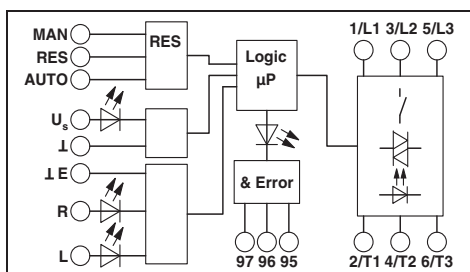 MAN
RES
AUTO
RES
U_s
⊥
⊥ E
R
L
Logic
µP
& Error
97 96 95
1/L1 3/L2 5/L3
2/T1 4/T2 6/T3